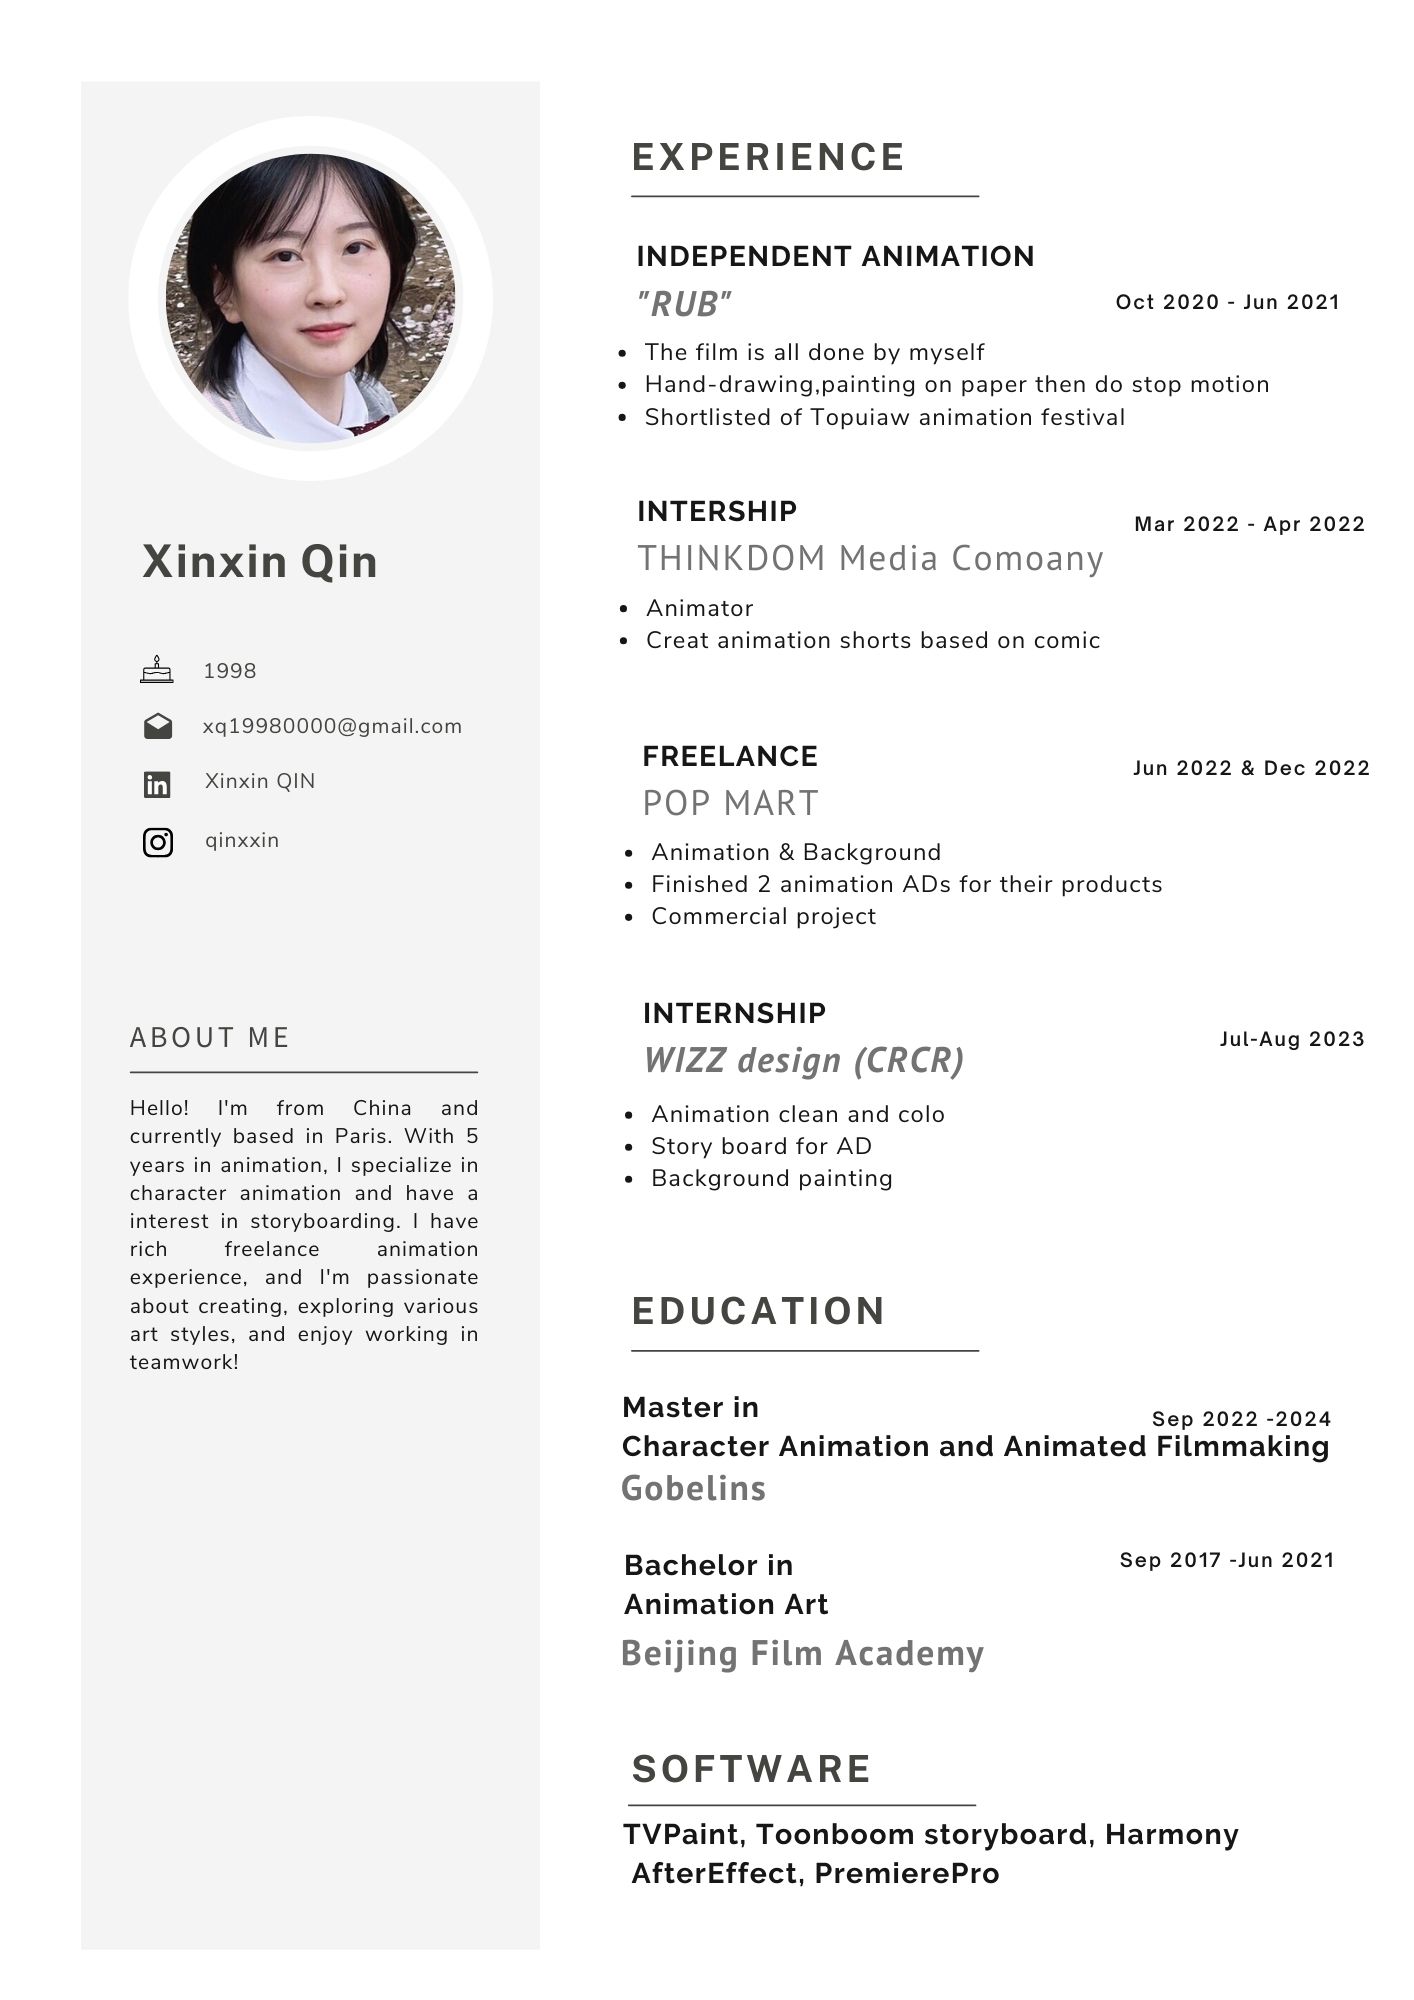 Xinxin Qin
1998
xq19980000@gmail.com
Xinxin QIN
qinxxin
ABOUT ME
Hello! I'm from China and
currently based in Paris. With 5
years in animation, I specialize in
character animation and have a
interest in storyboarding. I have
rich freelance animation
experience, and I'm passionate
about creating, exploring various
art styles, and enjoy working in
teamwork!
EXPERIENCE
INDEPENDENT ANIMATION
"RUB"
Oct 2020 - Jun 2021
• The film is all done by myself
• Hand-drawing,painting on paper then do stop motion
• Shortlisted of Topuiaw animation festival
INTERSHIP
Mar 2022 - Apr 2022
THINKDOM Media Comoany
• Animator
• Creat animation shorts based on comic
FREELANCE
Jun 2022 & Dec 2022
POP MART
• Animation & Background
• Finished 2 animation ADs for their products
• Commercial project
INTERNSHIP
Jul-Aug 2023
WIZZ design (CRCR)
• Animation clean and colo
• Story board for AD
• Background painting
EDUCATION
Master in
Sep 2022 -2024
Character Animation and Animated Filmmaking
Gobelins
Bachelor in
Sep 2017 -Jun 2021
Animation Art
Beijing Film Academy
SOFTWARE
TVPaint, Toonboom storyboard, Harmony
AfterEffect, PremierePro